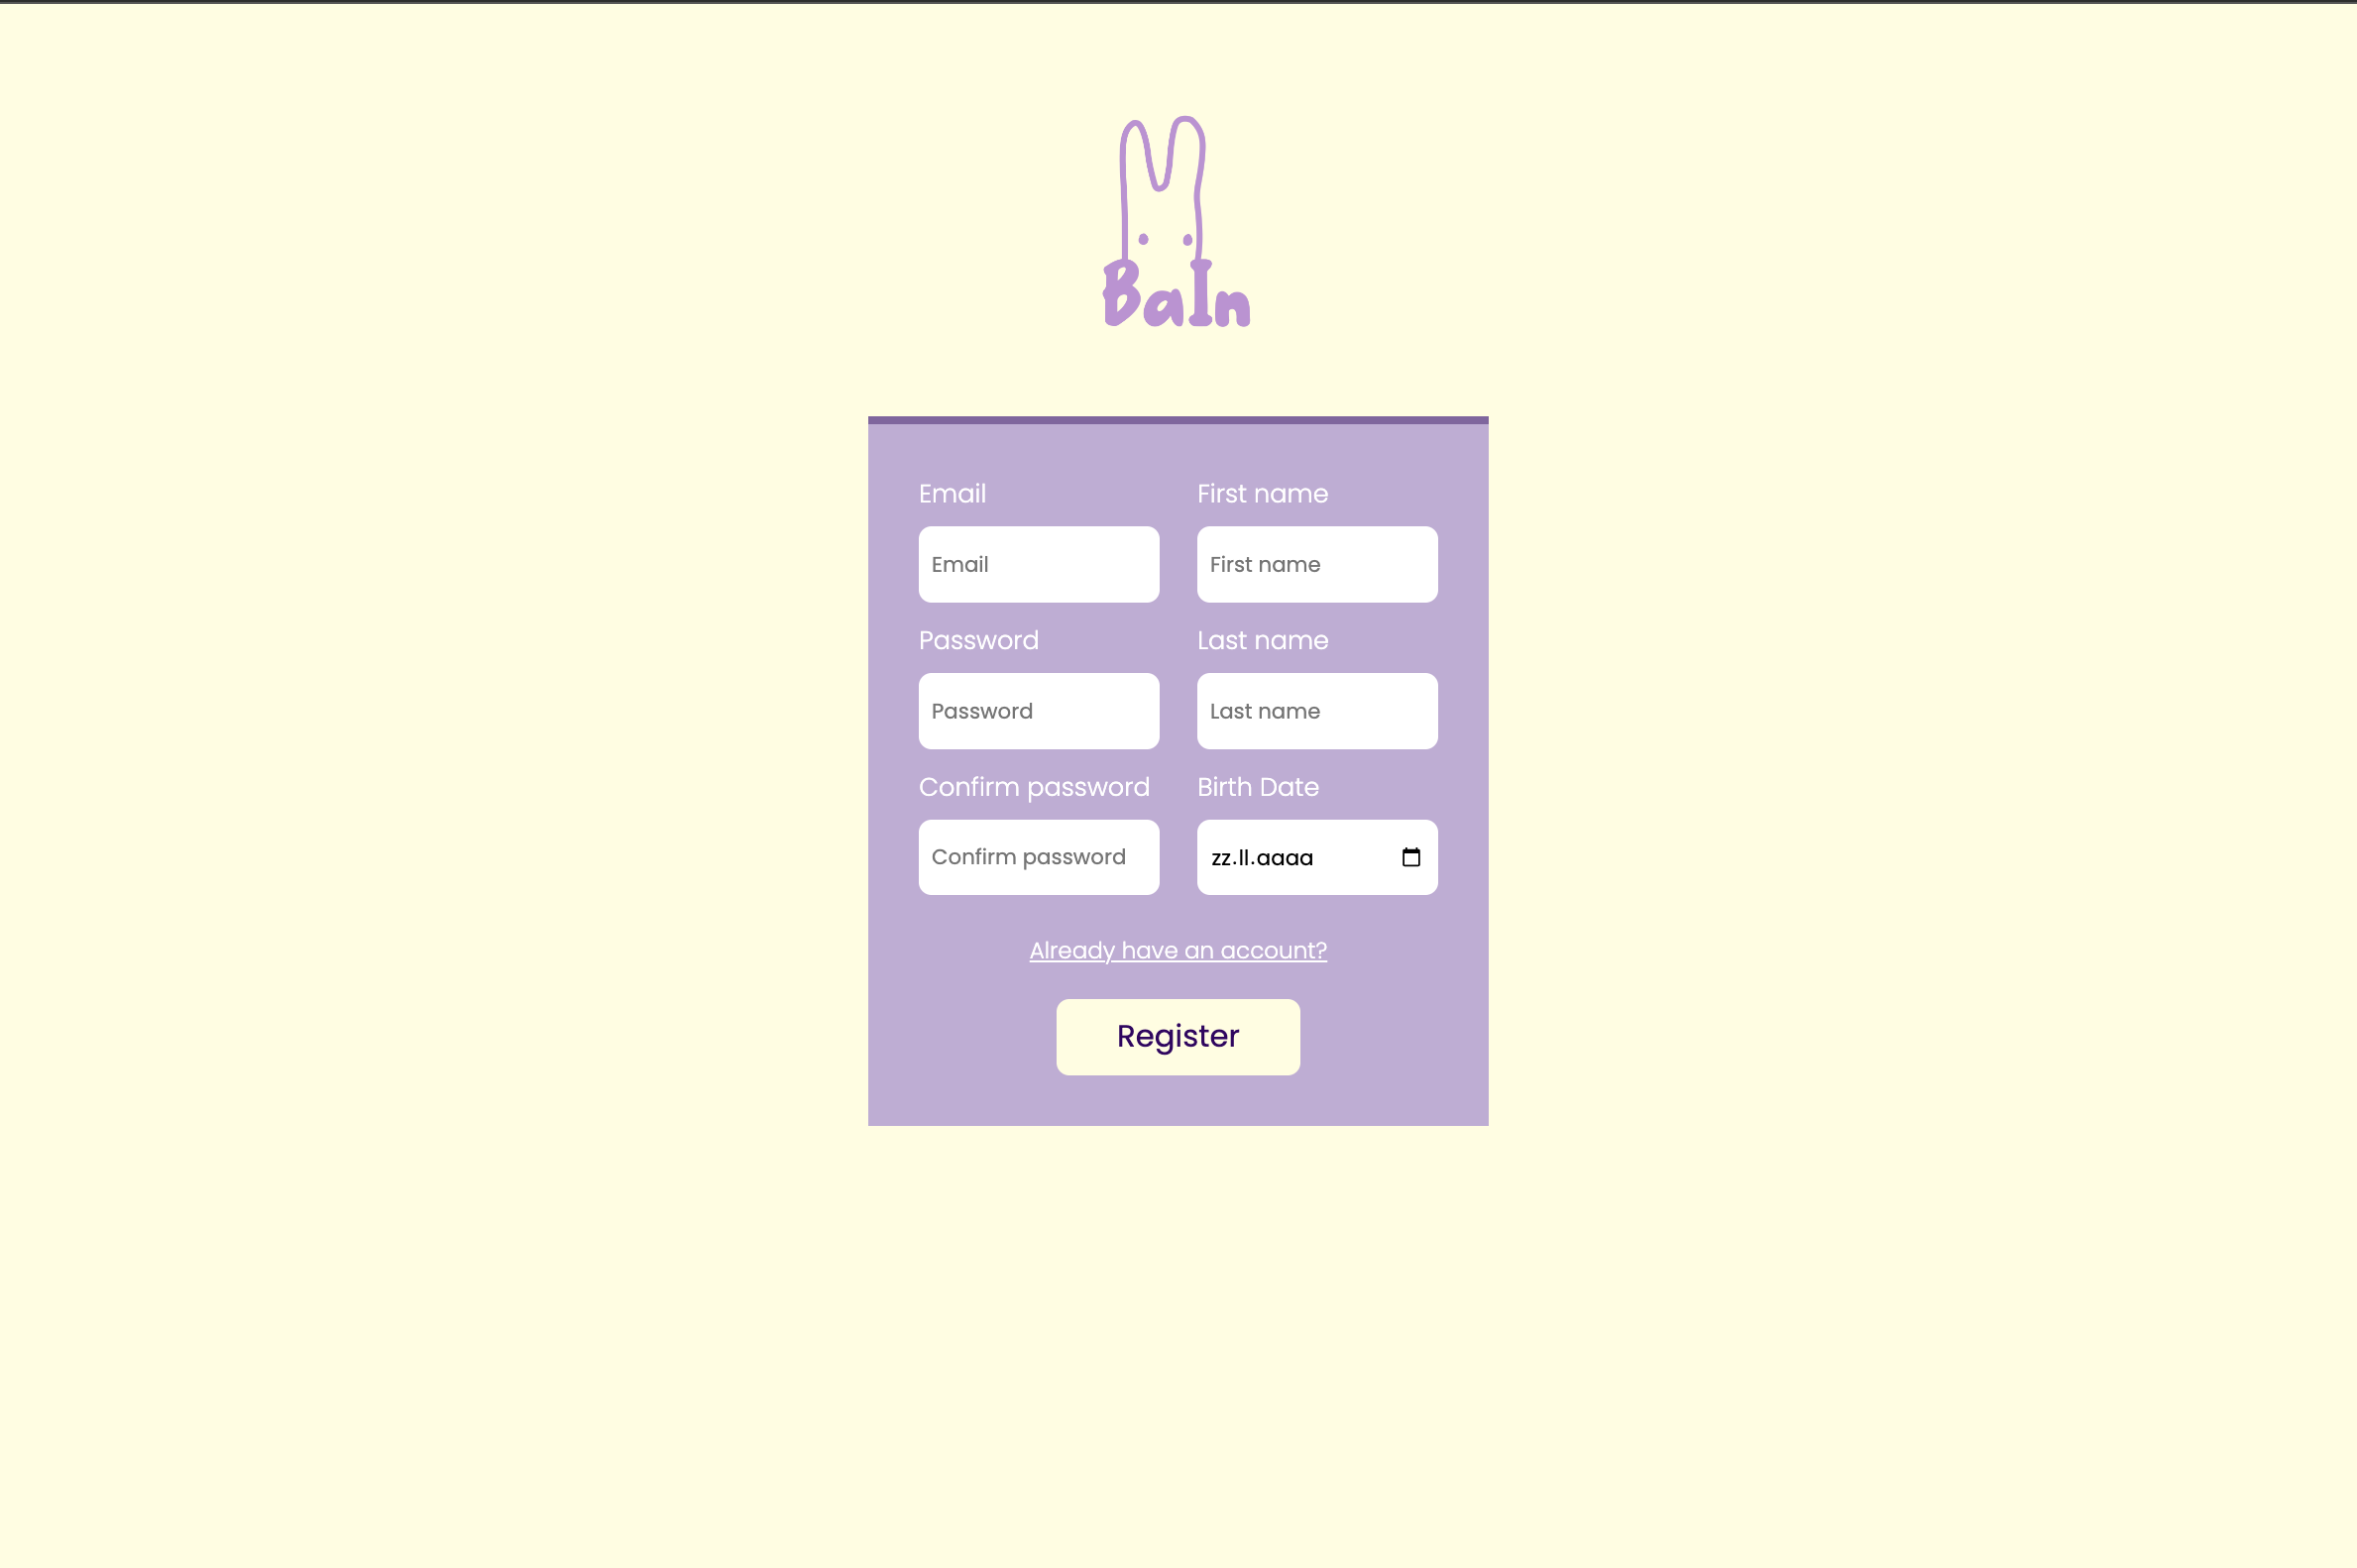 BaIn
Email
First name
Email
First name
Password
Last name
Password
Last name
Confirm password
Birth Date
Confirm password
zz.ll.aaaa
Already have an account?
Register